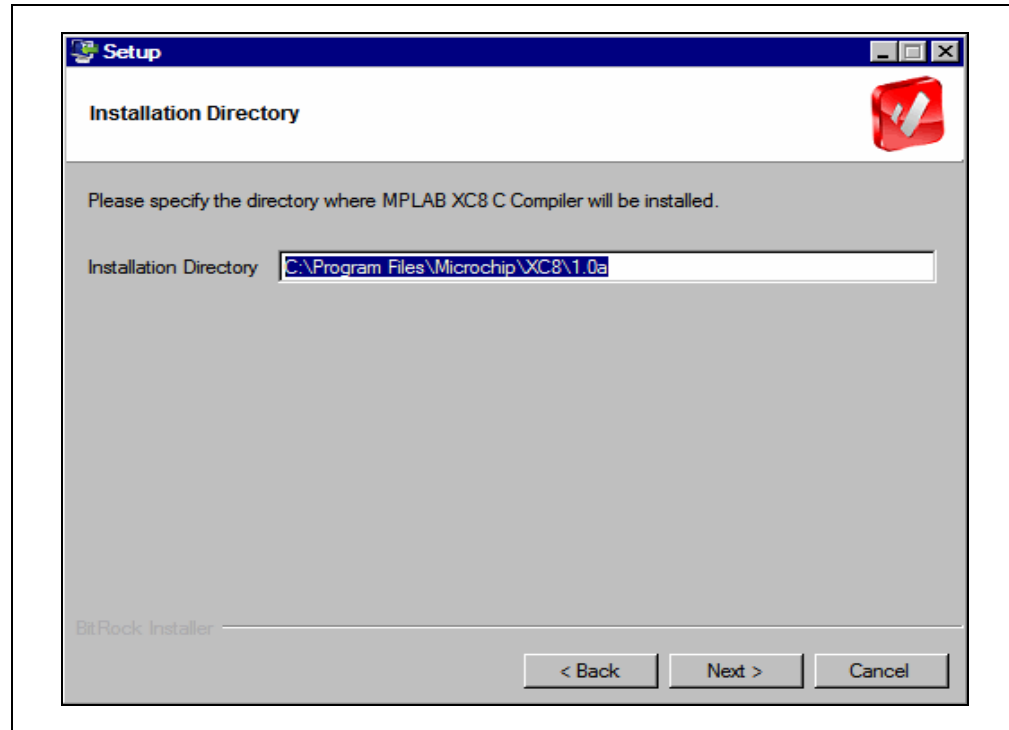 Setup
Installation Directory
Please specify the directory where MPLAB XC8 C Compiler will be installed.
Installation Directory C:\Program Files\Microchip\XC8\1.0a
BitRock Installer
< Back Next > Cancel